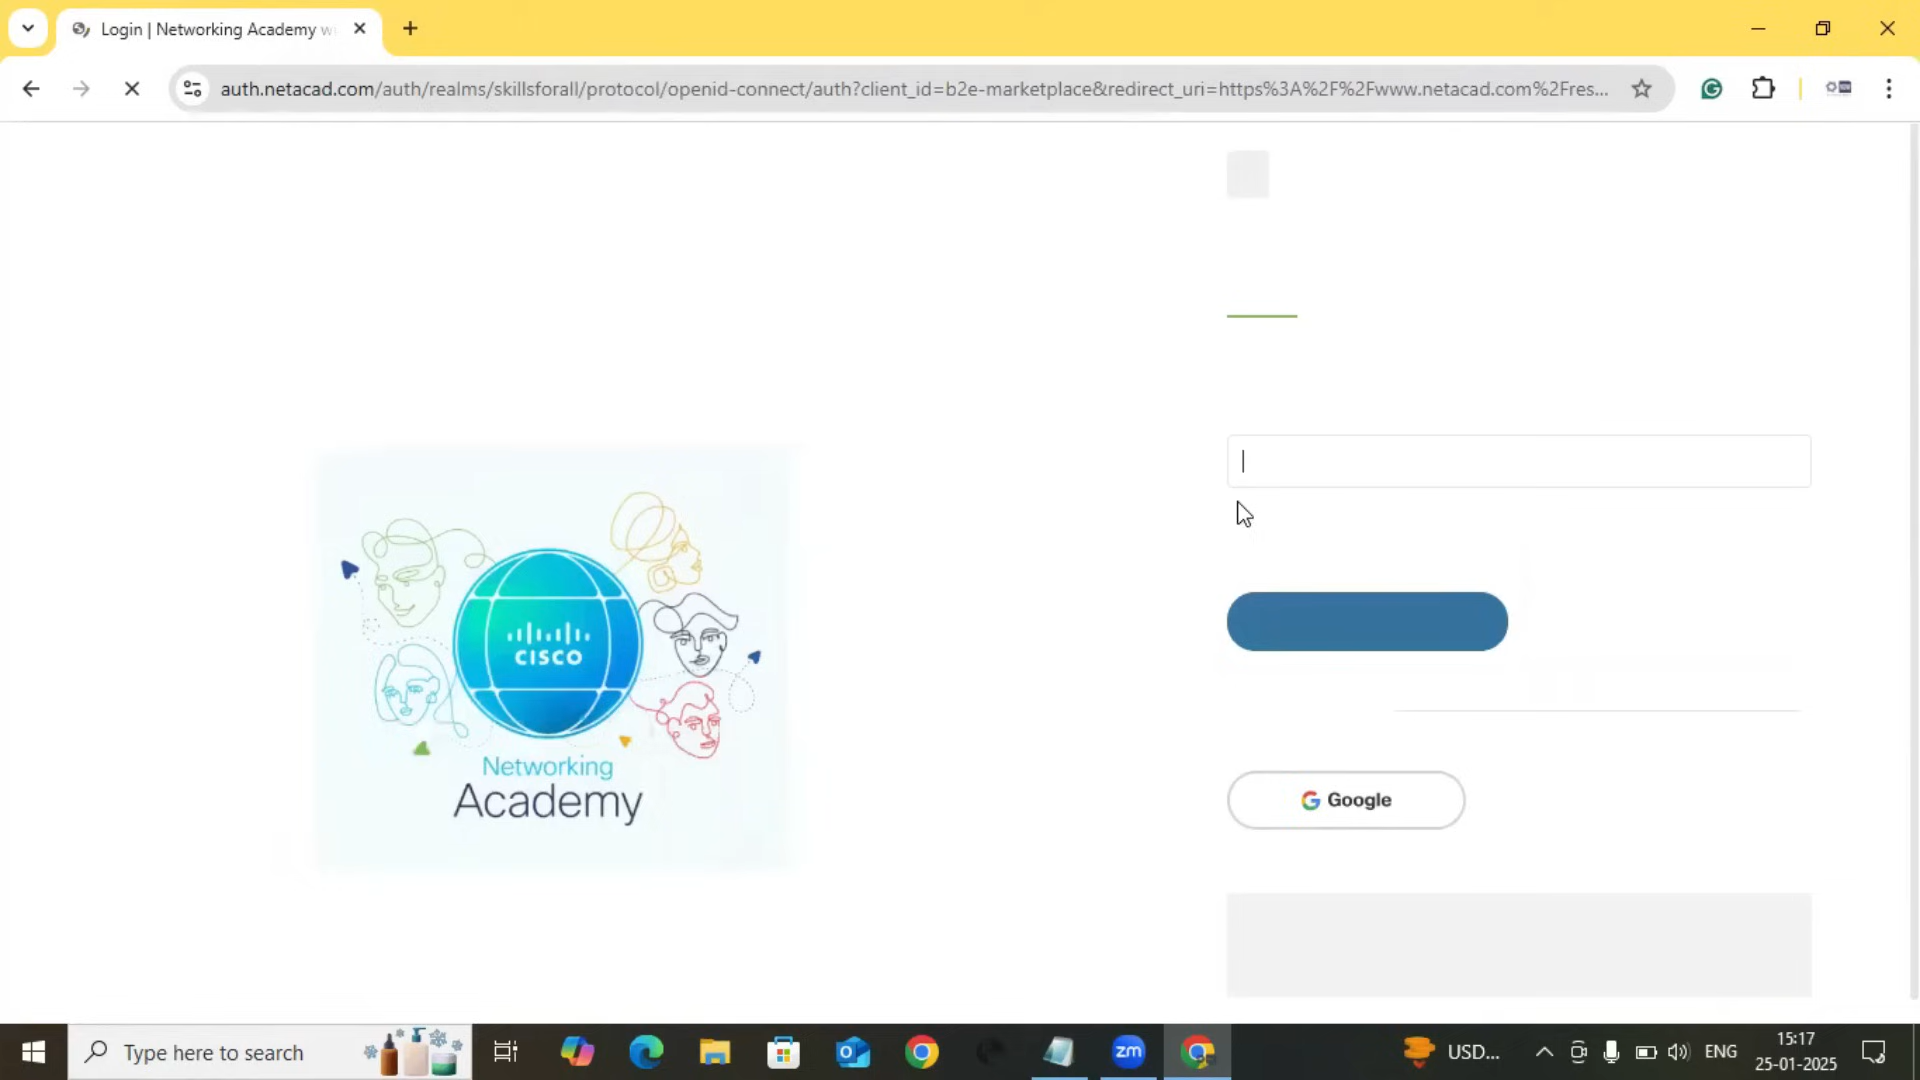 Login | Networking Academy w
auth.netacad.com/auth/realms/skillsforall/protocol/openid-connect/auth?client_id=b2e-marketplace&redirect_uri=https%3A%2F%2Fwww.netacad.com%2Fres...
CISCO
Networking
Academy
Google
Type here to search
zm
USD...
ENG
15:17
25-01-2025